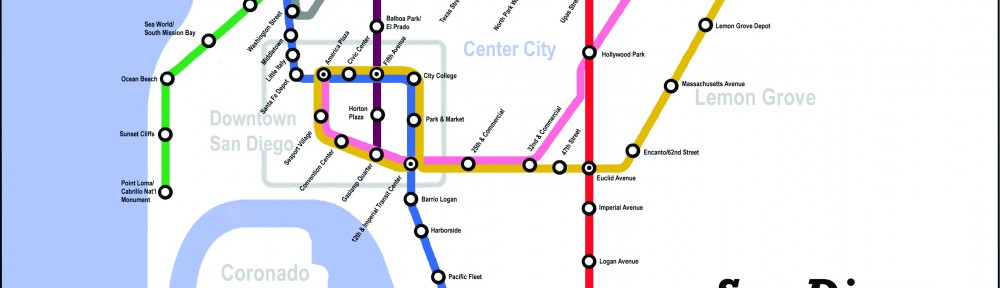 Sea World/
South Mission Bay
Washington Street
Middletown
Little Italy
Santa Fe Depot
America Plaza
Civic Center
Fifth Avenue
Balboa Park/
El Prado
Center City
Hollywood Park
Lemon Grove Depot
Ocean Beach
City College
Massachusetts Avenue
Lemon Grove
Downtown
San Diego
Horton
Plaza
Park & Market
25th & Commercial
32nd & Commercial
47th Street
Sunset Cliffs
Seaport Village
Convention Center
Gaslamp Quarter
12th & Imperial Transit Center
Encanto/62nd Street
Euclid Avenue
Point Loma/
Cabrillo Nat'l
Monument
Barrio Logan
Imperial Avenue
Harborside
Logan Avenue
Coronado
Pacific Fleet